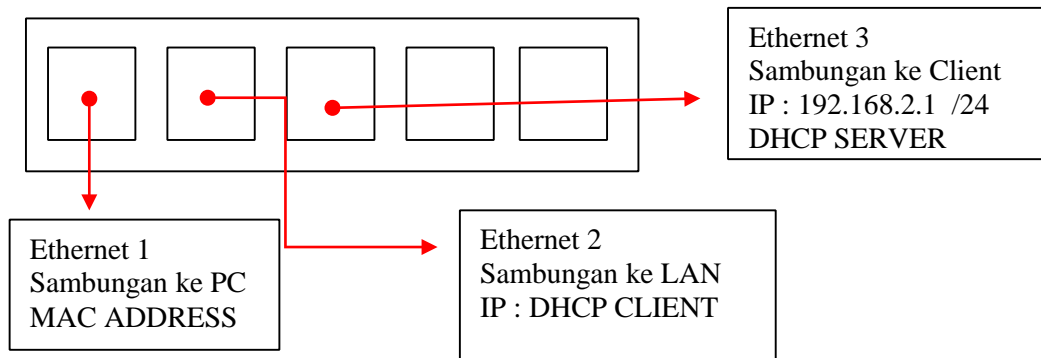 Ethernet 3
Sambungan ke Client
IP : 192.168.2.1 /24
DHCP SERVER
Ethernet 1
Sambungan ke PC
MAC ADDRESS
Ethernet 2
Sambungan ke LAN
IP : DHCP CLIENT